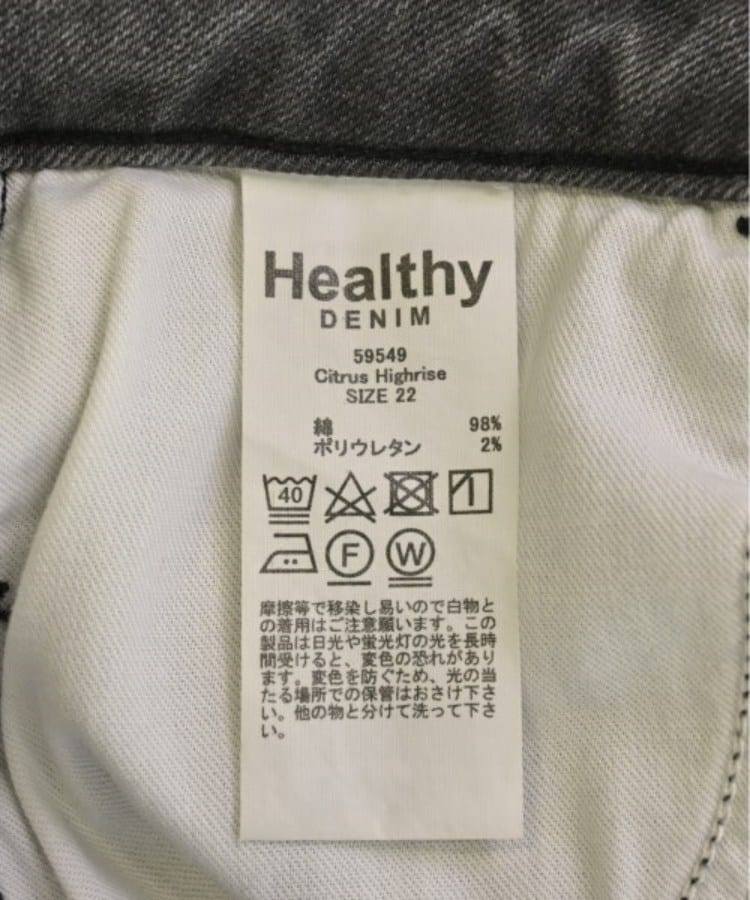 Healthy
DENIM
59549
Citrus Highrise
SIZE 22
綿 98%
ポリウレタン 2%
40
F W
摩擦等で移染し易いので白物と
の着用はご注意願います。この
製品は日光や蛍光灯の光を長時
間受けると、変色の恐れがあり
ます。変色を防ぐため、光の当
たる場所での保管はおさけ下さ
い。他の物と分けて洗って下さ
い。